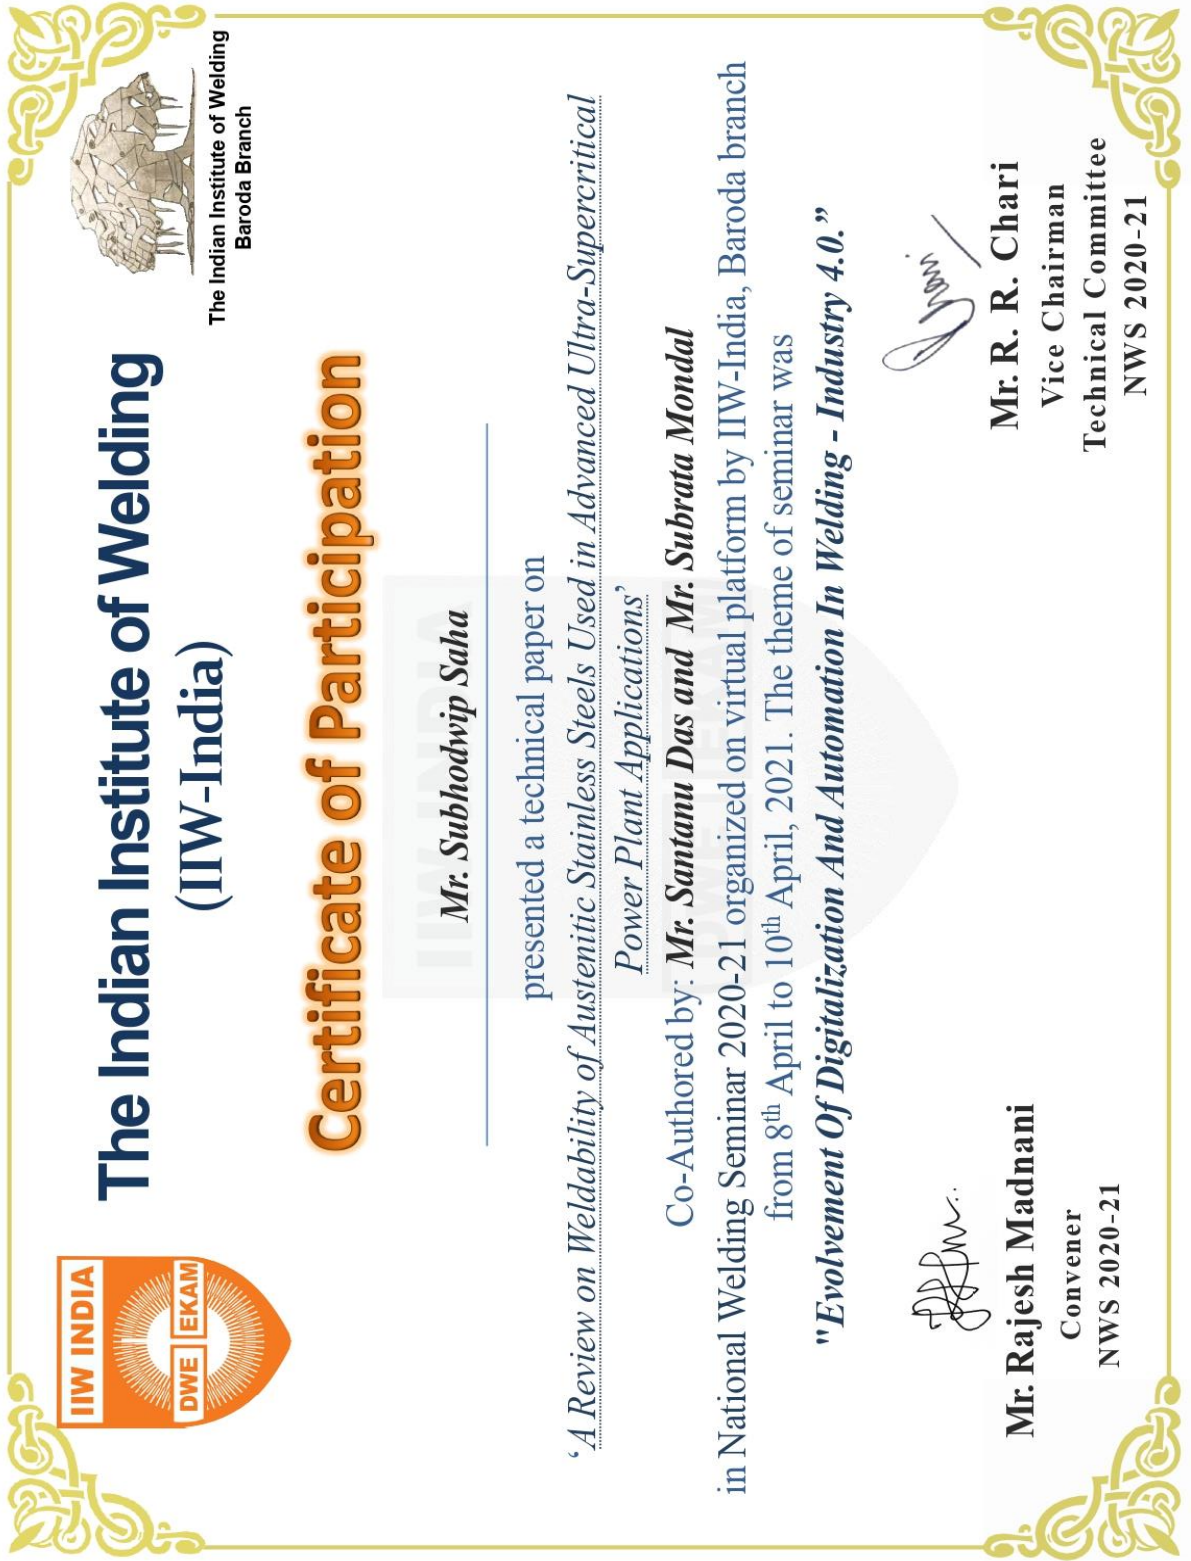 IIW INDIA
DWE EKAM
The Indian Institute of Welding
(IIW-India)
The Indian Institute of Welding
Baroda Branch
Certificate of Participation
Mr. Subhodwip Saha
presented a technical paper on
‘A Review on Weldability of Austenitic Stainless Steels Used in Advanced Ultra-Supercritical
Power Plant Applications’
Co-Authored by: Mr. Santanu Das and Mr. Subrata Mondal
in National Welding Seminar 2020-21 organized on virtual platform by IIW-India, Baroda branch
from 8th April to 10th April, 2021. The theme of seminar was
"Evolvement Of Digitalization And Automation In Welding - Industry 4.0.”
Mr. Rajesh Madnani
Convener
NWS 2020-21
Mr. R. R. Chari
Vice Chairman
Technical Committee
NWS 2020-21